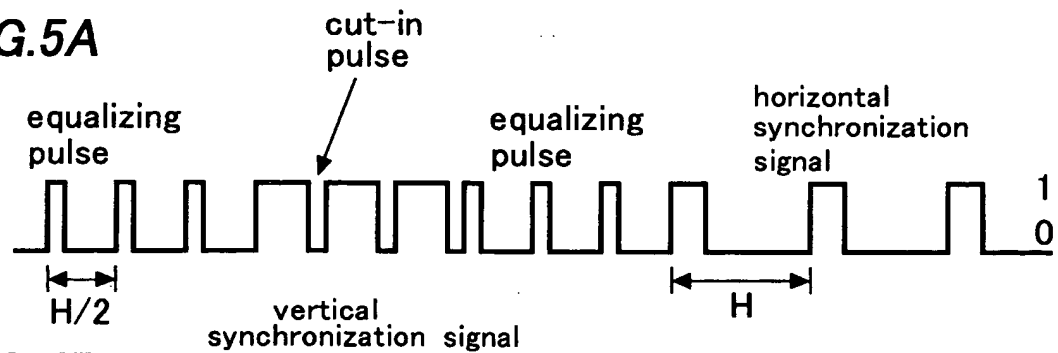 G.5A
cut-in
pulse
equalizing
pulse
equalizing
pulse
horizontal
synchronization
signal
1
0
H/2
H
vertical
synchronization signal